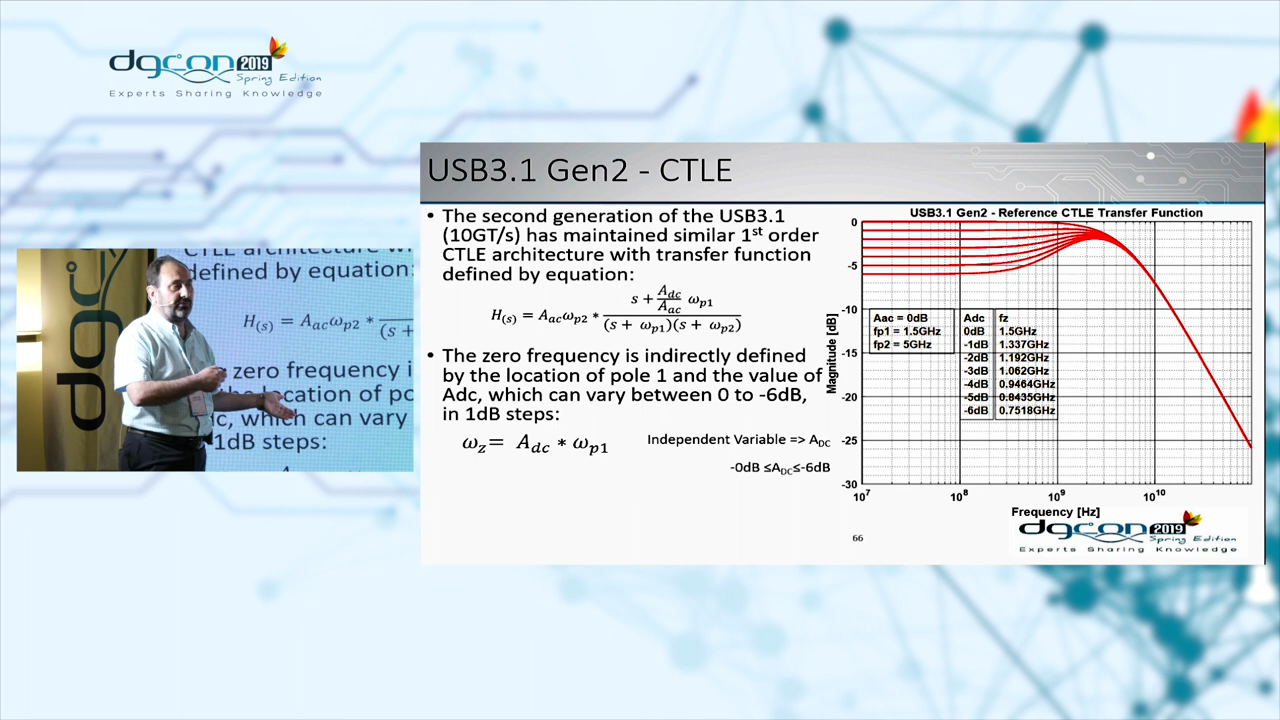 dgcon 2019
Spring Edition
Experts Sharing Knowledge
USB3.1 Gen2 - CTLE
• The second generation of the USB3.1
(10GT/s) has maintained similar 1st order
CTLE architecture with transfer function
defined by equation:
H(s) = Aac ωp2 * (s + Adc/Aac ωp1) / ((s + ωp1)(s + ωp2))
• The zero frequency is indirectly defined
by the location of pole 1 and the value of
Adc, which can vary between 0 to -6dB,
in 1dB steps:
ωz = Adc * ωp1
Independent Variable => ADC
-0dB ≤ADC≤-6dB
USB3.1 Gen2 - Reference CTLE Transfer Function
Magnitude [dB]
0
-5
-10
-15
-20
-25
-30
Aac = 0dB
fp1 = 1.5GHz
fp2 = 5GHz
Adc fz
0dB 1.5GHz
-1dB 1.337GHz
-2dB 1.192GHz
-3dB 1.062GHz
-4dB 0.9464GHz
-5dB 0.8435GHz
-6dB 0.7518GHz
10^7 10^8 10^9 10^10
Frequency [Hz]
66
dgcon 2019
Spring Edition
Experts Sharing Knowledge
dgc
defined by equation:
H(s) = Aac ωp2 *
(s +
zero frequency i
cation of po
c, which can vary
1dB steps: